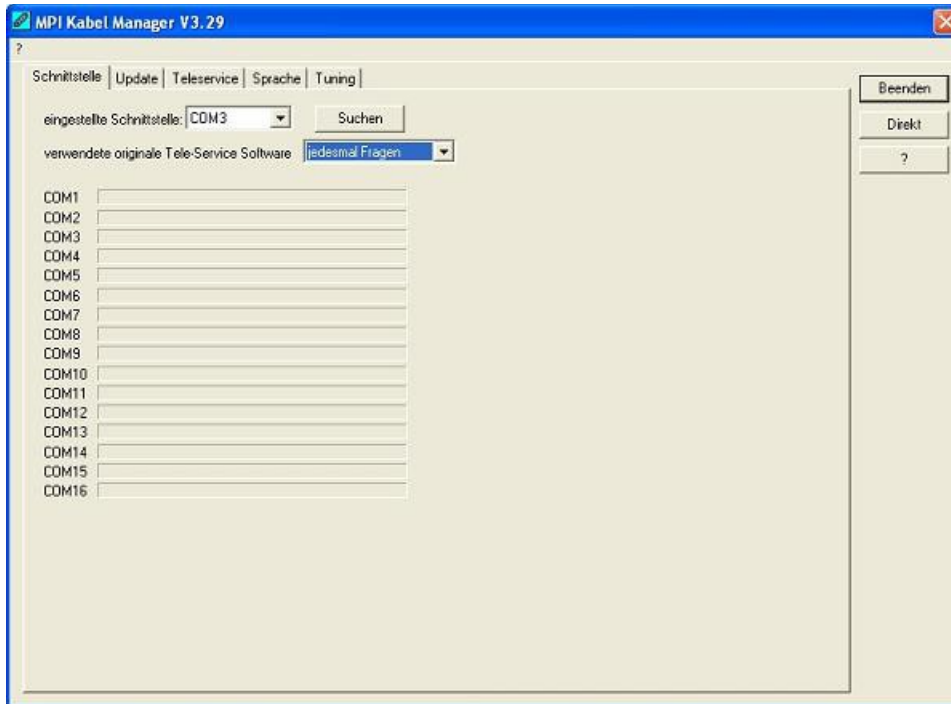 MPI Kabel Manager V3.29
?
Schnittstelle Update Teleservice Sprache Tuning
Beenden
eingestellte Schnittstelle: COM3 Suchen
Direkt
verwendete originale Tele-Service Software jedesmal Fragen
?
COM1
COM2
COM3
COM4
COM5
COM6
COM7
COM8
COM9
COM10
COM11
COM12
COM13
COM14
COM15
COM16